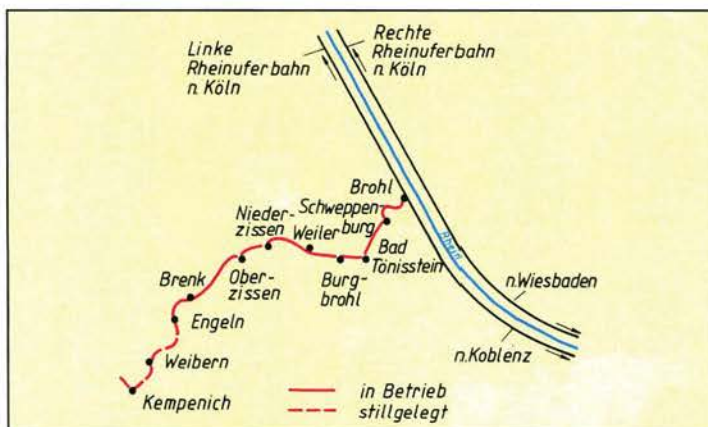 Linke
Rheinuferbahn
n. Köln
Rechte
Rheinuferbahn
n. Köln
Brohl
Schweppen-
burg
Nieder-
zissen
Weiler
Bad
Tönisstein
Rhein
Brenk
Ober-
zissen
Burg-
brohl
n. Wiesbaden
Engeln
n. Koblenz
Weibern
Kempenich
in Betrieb
stillgelegt